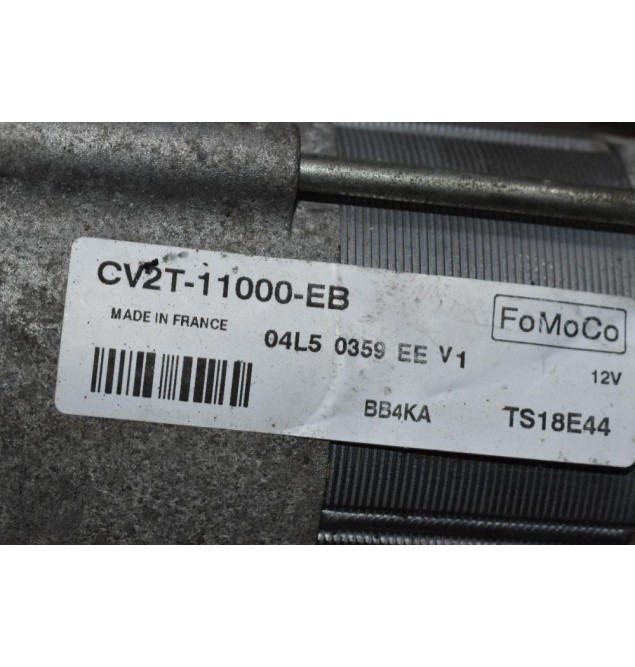 CV2T-11000-EB
FoMoCo
MADE IN FRANCE
04L5 0359 EE V1
12V
BB4KA
TS18E44